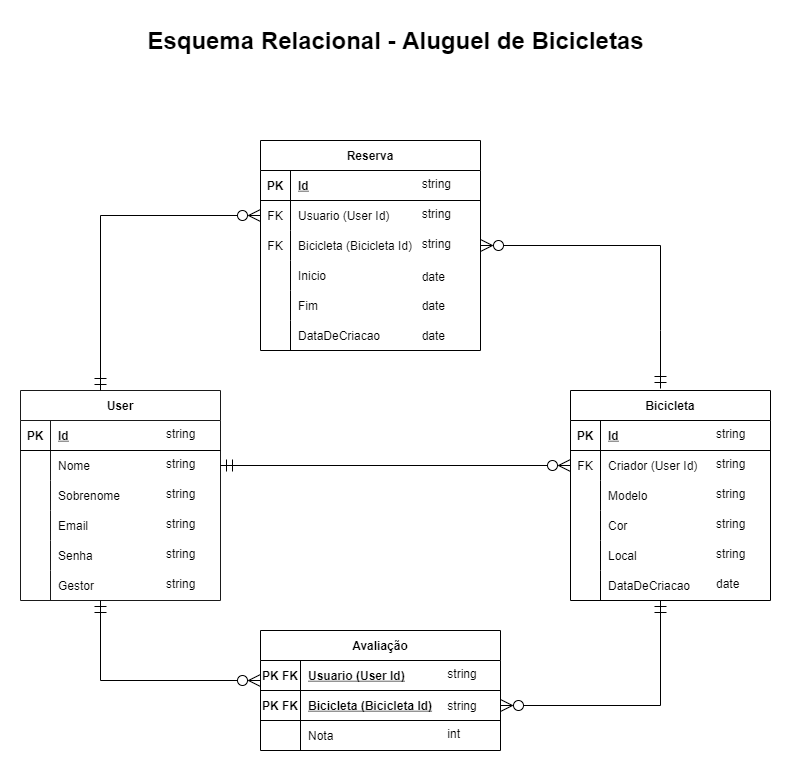 Esquema Relacional - Aluguel de Bicicletas
Reserva
PK Id string
FK Usuario (User Id) string
FK Bicicleta (Bicicleta Id) string
Inicio date
Fim date
DataDeCriacao date
User
PK Id string
Nome string
Sobrenome string
Email string
Senha string
Gestor string
Bicicleta
PK Id string
FK Criador (User Id) string
Modelo string
Cor string
Local string
DataDeCriacao date
Avaliação
PK FK Usuario (User Id) string
PK FK Bicicleta (Bicicleta Id) string
Nota int